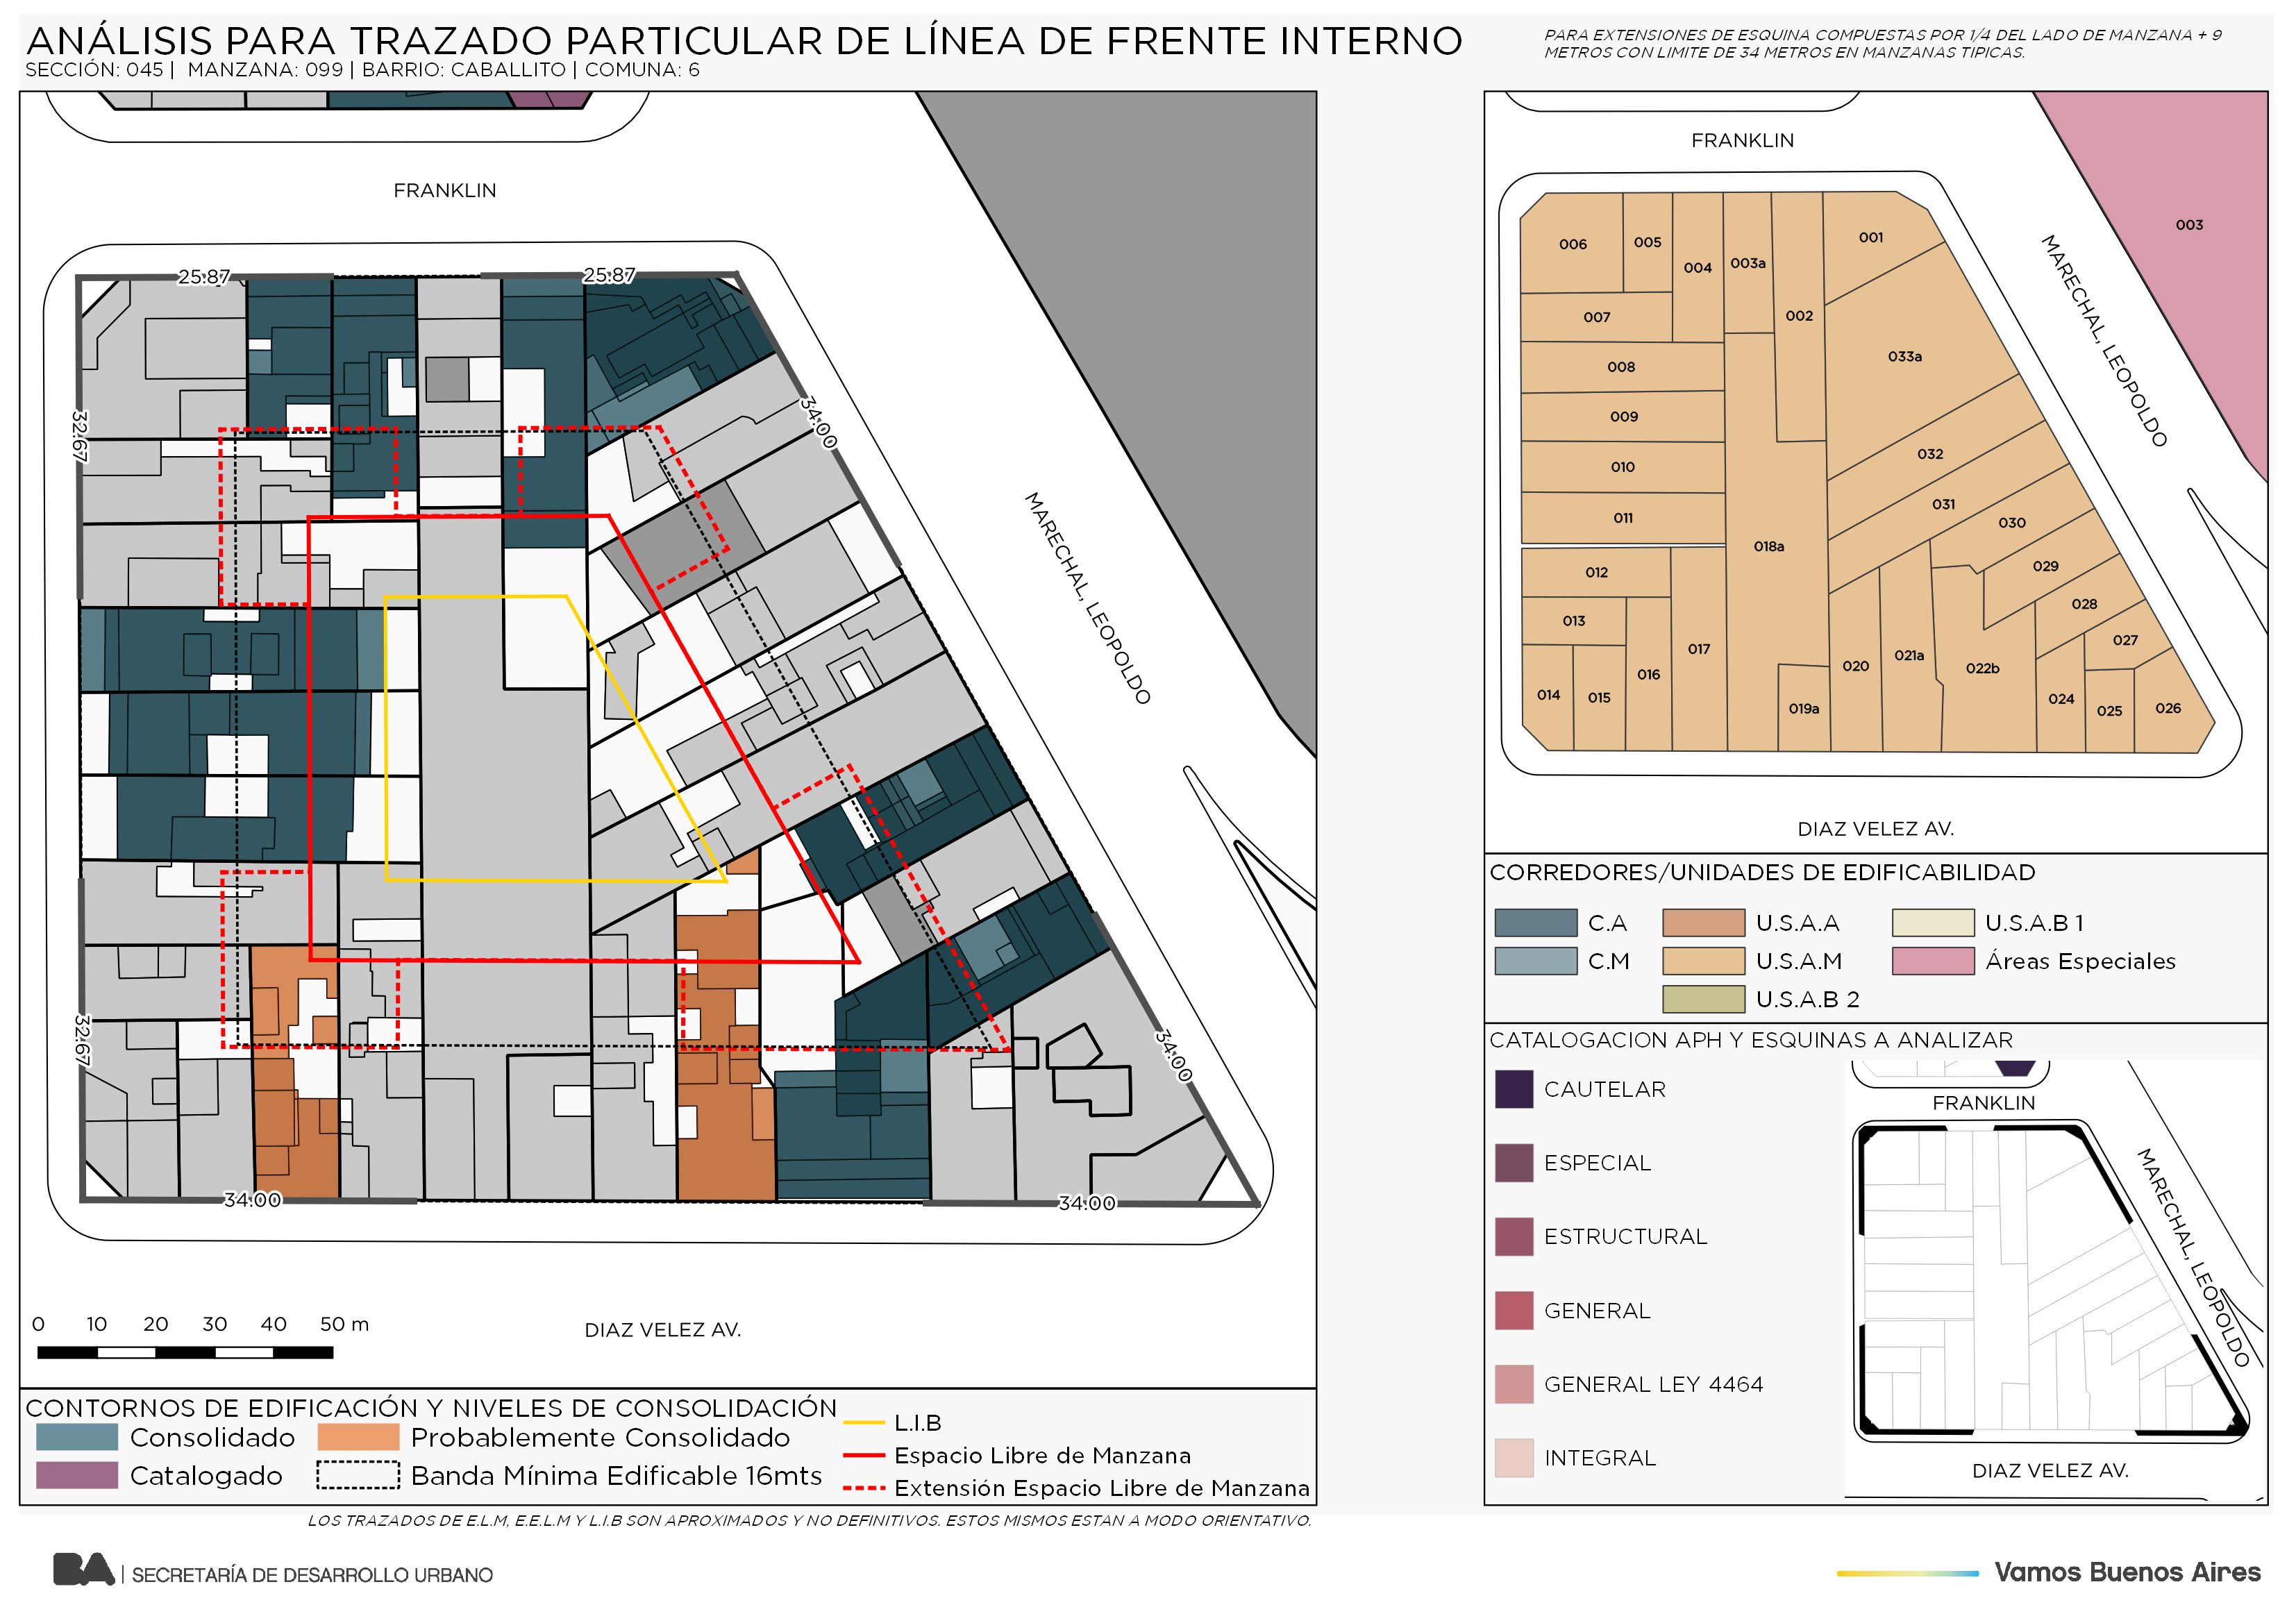 ANÁLISIS PARA TRAZADO PARTICULAR DE LÍNEA DE FRENTE INTERNO
SECCIÓN: 045 | MANZANA: 099 | BARRIO: CABALLITO | COMUNA: 6
PARA EXTENSIONES DE ESQUINA COMPUESTAS POR 1/4 DEL LADO DE MANZANA + 9
METROS CON LIMITE DE 34 METROS EN MANZANAS TIPICAS.
FRANKLIN
25.87
25.87
32.67
34.00
MARECHAL, LEOPOLDO
32.67
34.00
34.00
34.00
0 10 20 30 40 50 m
DIAZ VELEZ AV.
CONTORNOS DE EDIFICACIÓN Y NIVELES DE CONSOLIDACIÓN
Consolidado
Probablemente Consolidado
Catalogado
Banda Mínima Edificable 16mts
L.I.B
Espacio Libre de Manzana
Extensión Espacio Libre de Manzana
LOS TRAZADOS DE E.L.M, E.E.L.M Y L.I.B SON APROXIMADOS Y NO DEFINITIVOS. ESTOS MISMOS ESTAN A MODO ORIENTATIVO.
FRANKLIN
003
MARECHAL, LEOPOLDO
006
005
004
003a
002
001
007
008
009
010
011
033a
032
031
030
029
028
027
018a
012
013
014
015
016
017
019a
020
021a
022b
024
025
026
DIAZ VELEZ AV.
CORREDORES/UNIDADES DE EDIFICABILIDAD
C.A
U.S.A.A
U.S.A.B 1
C.M
U.S.A.M
Áreas Especiales
U.S.A.B 2
CATALOGACION APH Y ESQUINAS A ANALIZAR
CAUTELAR
ESPECIAL
ESTRUCTURAL
GENERAL
GENERAL LEY 4464
INTEGRAL
FRANKLIN
MARECHAL, LEOPOLDO
DIAZ VELEZ AV.
BA | SECRETARÍA DE DESARROLLO URBANO
Vamos Buenos Aires